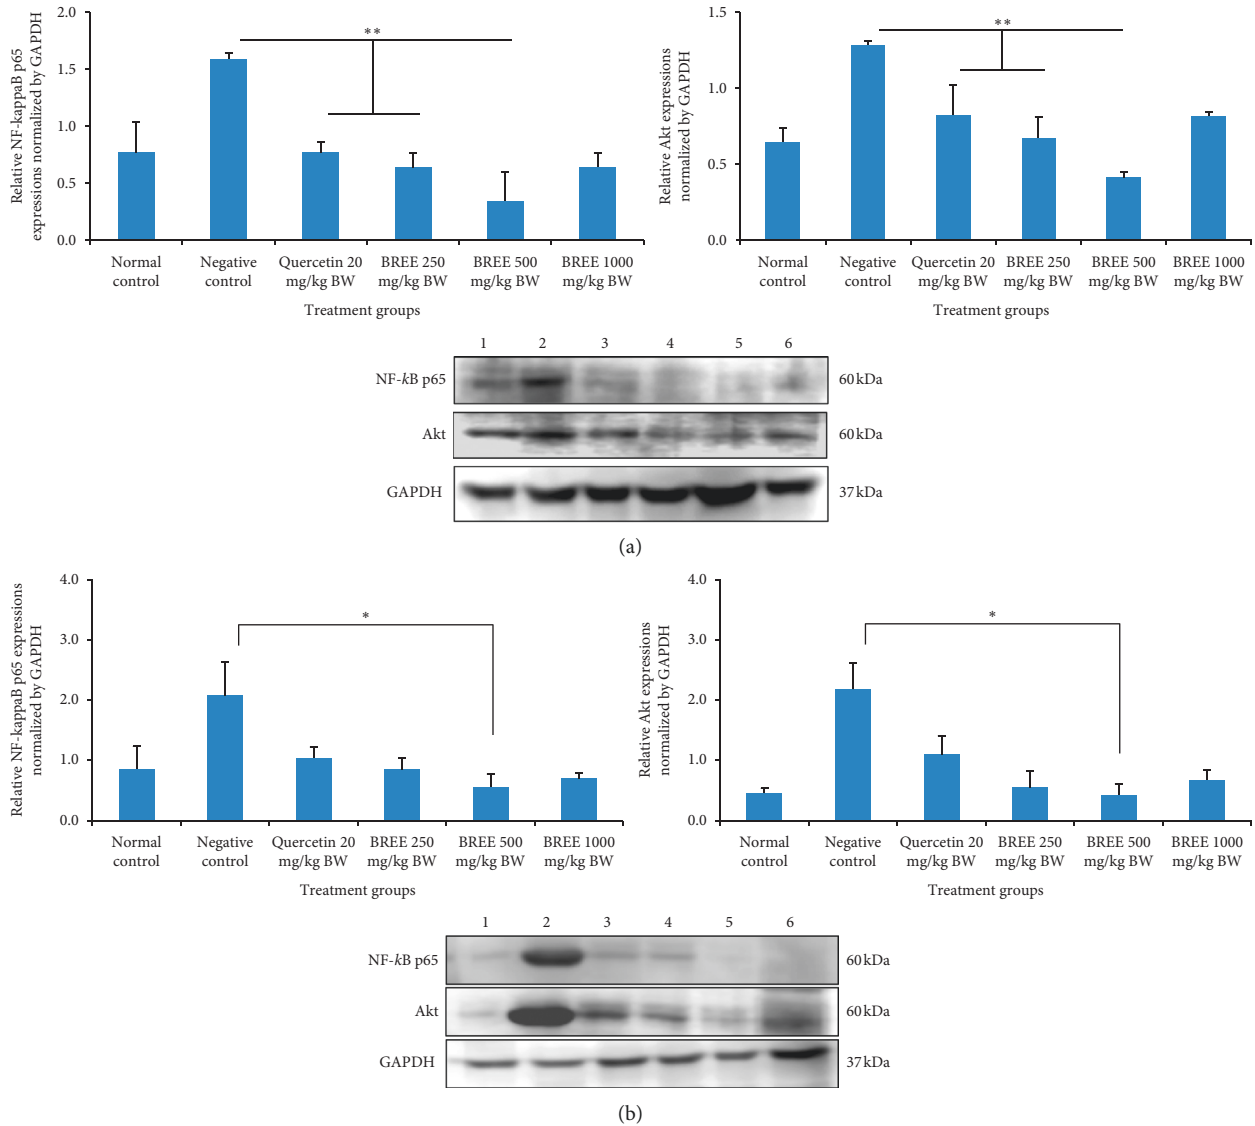 Relative NF-kappaB p65
expressions normalized by GAPDH
2.0
1.5
1.0
0.5
0.0
**
Normal
control
Negative
control
Quercetin 20
mg/kg BW
BREE 250
mg/kg BW
BREE 500
mg/kg BW
BREE 1000
mg/kg BW
Treatment groups
Relative Akt expressions
normalized by GAPDH
1.5
1.0
0.5
0.0
**
Normal
control
Negative
control
Quercetin 20
mg/kg BW
BREE 250
mg/kg BW
BREE 500
mg/kg BW
BREE 1000
mg/kg BW
Treatment groups
1 2 3 4 5 6
NF-kB p65 60 kDa
Akt 60 kDa
GAPDH 37 kDa
(a)
Relative NF-kappaB p65 expressions
normalized by GAPDH
4.0
3.0
2.0
1.0
0.0
*
Normal
control
Negative
control
Quercetin 20
mg/kg BW
BREE 250
mg/kg BW
BREE 500
mg/kg BW
BREE 1000
mg/kg BW
Treatment groups
Relative Akt expressions
normalized by GAPDH
4.0
3.0
2.0
1.0
0.0
*
Normal
control
Negative
control
Quercetin 20
mg/kg BW
BREE 250
mg/kg BW
BREE 500
mg/kg BW
BREE 1000
mg/kg BW
Treatment groups
1 2 3 4 5 6
NF-kB p65 60 kDa
Akt 60 kDa
GAPDH 37 kDa
(b)